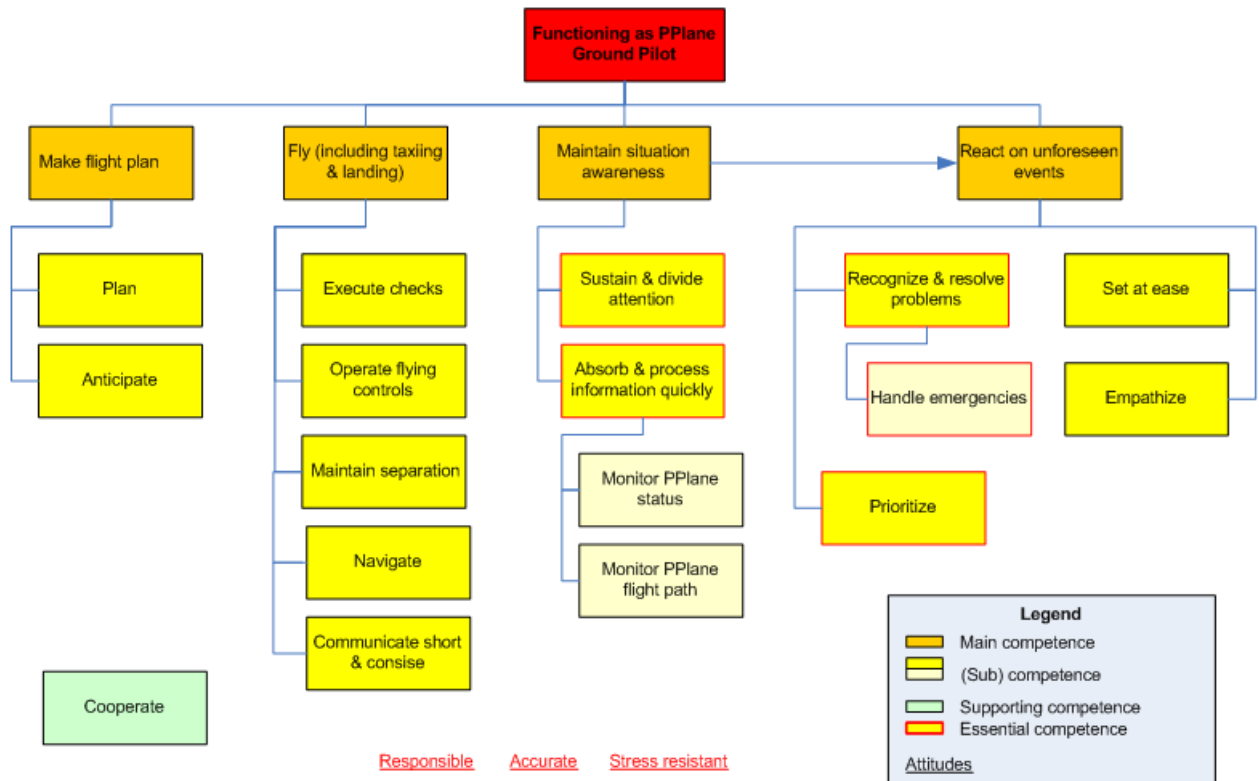 Functioning as PPlane
Ground Pilot
Make flight plan
Fly (including taxiing
& landing)
Maintain situation
awareness
React on unforeseen
events
Plan
Anticipate
Execute checks
Operate flying
controls
Maintain separation
Navigate
Communicate short
& consise
Sustain & divide
attention
Absorb & process
information quickly
Monitor PPlane
status
Monitor PPlane
flight path
Recognize & resolve
problems
Handle emergencies
Prioritize
Set at ease
Empathize
Cooperate
Responsible
Accurate
Stress resistant
Legend
Main competence
(Sub) competence
Supporting competence
Essential competence
Attitudes